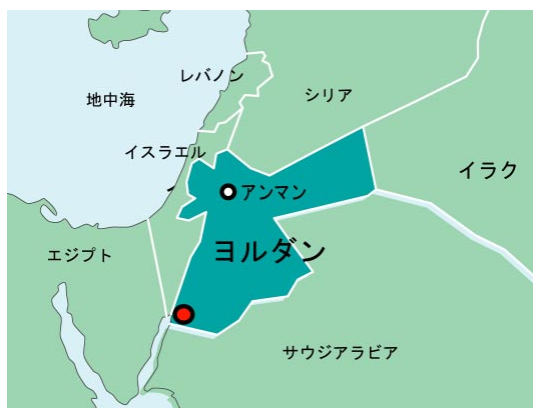 レバノン
地中海
シリア
イスラエル
イラク
アンマン
ヨルダン
エジプト
サウジアラビア